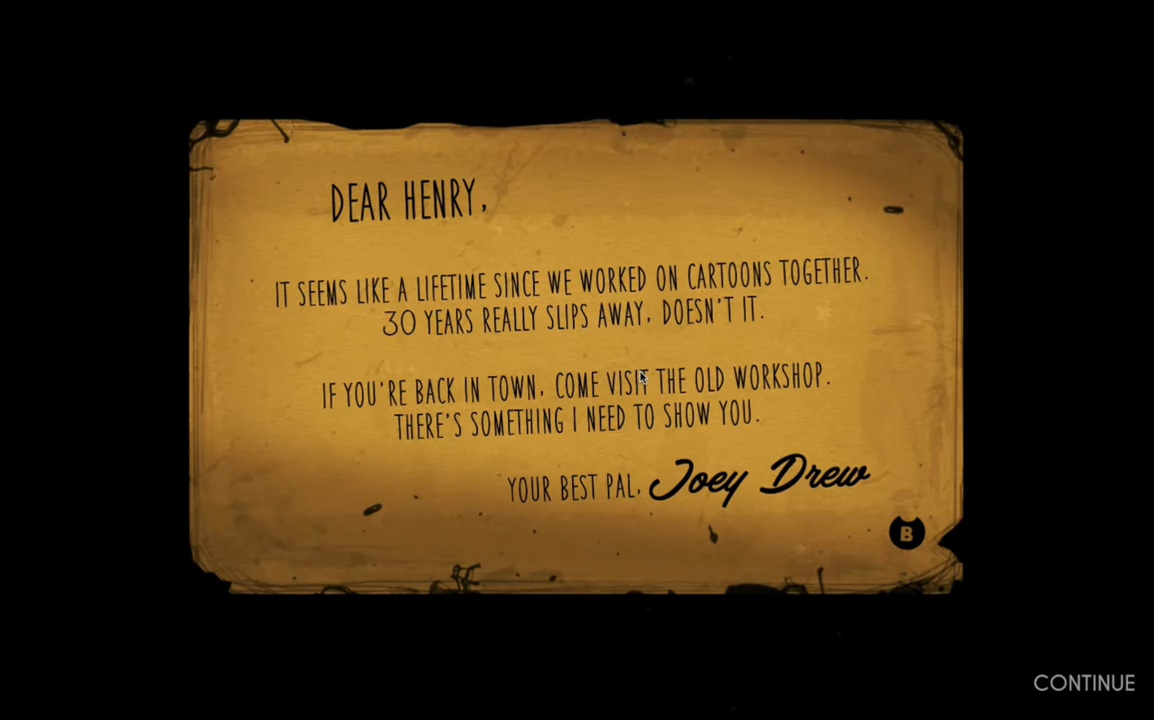 DEAR HENRY,
IT SEEMS LIKE A LIFETIME SINCE WE WORKED ON CARTOONS TOGETHER.
30 YEARS REALLY SLIPS AWAY, DOESN'T IT.
IF YOU'RE BACK IN TOWN, COME VISIT THE OLD WORKSHOP.
THERE'S SOMETHING I NEED TO SHOW YOU.
YOUR BEST PAL, Joey Drew
B
CONTINUE